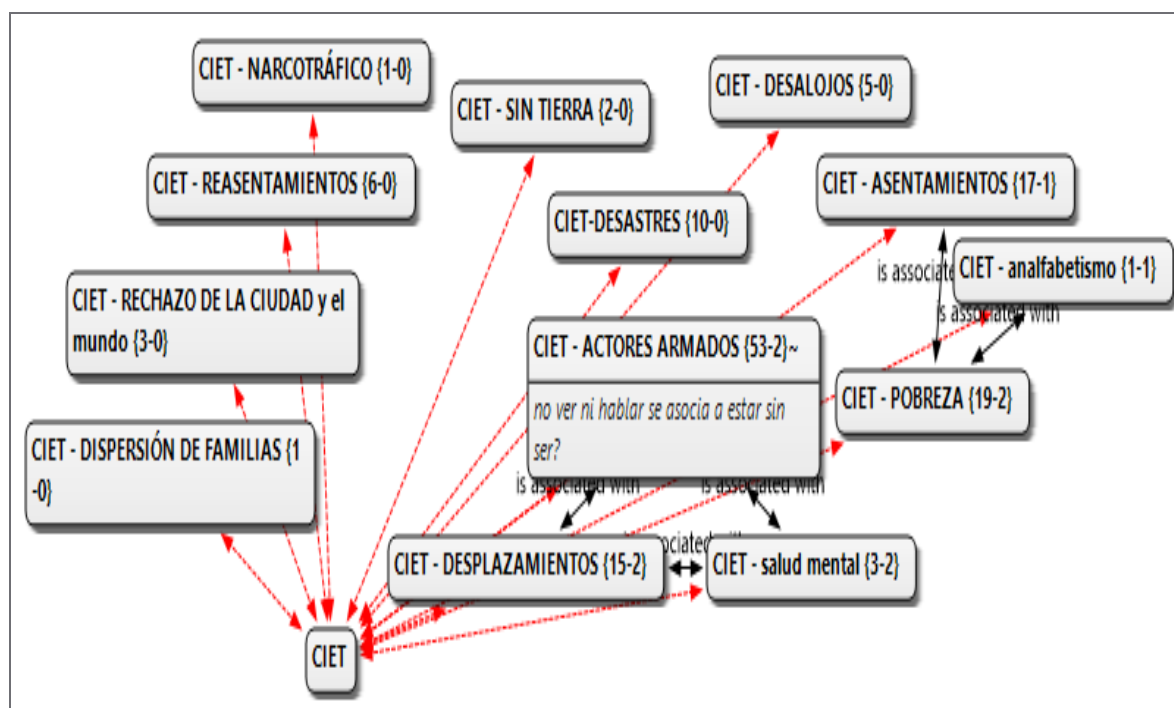 CIET - NARCOTRÁFICO {1-0}
CIET - SIN TIERRA {2-0}
CIET - DESALOJOS {5-0}
CIET - REASENTAMIENTOS {6-0}
CIET - ASENTAMIENTOS {17-1}
CIET-DESASTRES {10-0}
CIET - analfabetismo {1-1}
is associate
is associated with
CIET - RECHAZO DE LA CIUDAD y el
mundo {3-0}
CIET - ACTORES ARMADOS {53-2}~
no ver ni hablar se asocia a estar sin
ser?
CIET - POBREZA {19-2}
CIET - DISPERSIÓN DE FAMILIAS {1
-0}
is associated with
is associated with
CIET - DESPLAZAMIENTOS {15-2}
CIET - salud mental {3-2}
CIET